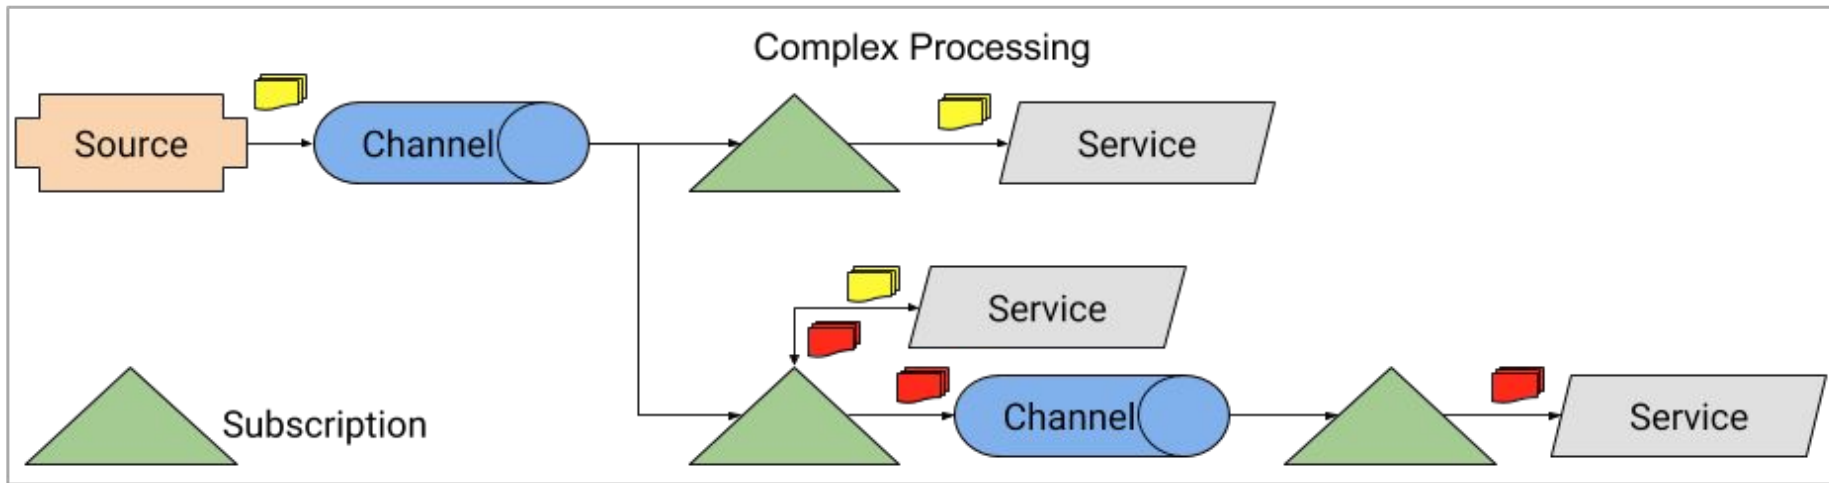 Complex Processing
Source
Channel
Service
Service
Subscription
Channel
Service